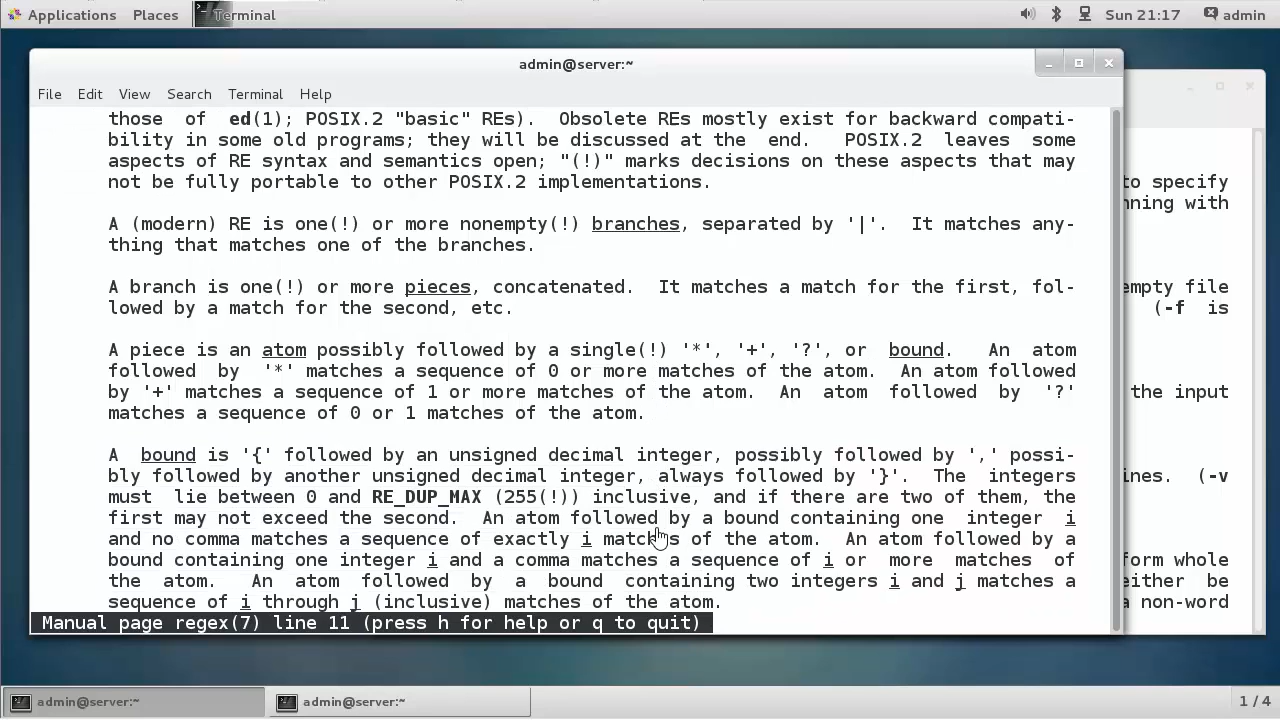 Applications Places Terminal Sun 21:17 admin
admin@server:~
File Edit View Search Terminal Help
those of ed(1); POSIX.2 "basic" REs). Obsolete REs mostly exist for backward compati-
bility in some old programs; they will be discussed at the end. POSIX.2 leaves some
aspects of RE syntax and semantics open; "(!)" marks decisions on these aspects that may
not be fully portable to other POSIX.2 implementations.
A (modern) RE is one(!) or more nonempty(!) branches, separated by '|'. It matches any-
thing that matches one of the branches.
A branch is one(!) or more pieces, concatenated. It matches a match for the first, fol-
lowed by a match for the second, etc.
A piece is an atom possibly followed by a single(!) '*', '+', '?', or bound. An atom
followed by '*' matches a sequence of 0 or more matches of the atom. An atom followed
by '+' matches a sequence of 1 or more matches of the atom. An atom followed by '?'
matches a sequence of 0 or 1 matches of the atom.
A bound is '{' followed by an unsigned decimal integer, possibly followed by ',' possi-
bly followed by another unsigned decimal integer, always followed by '}'. The integers
must lie between 0 and RE_DUP_MAX (255(!)) inclusive, and if there are two of them, the
first may not exceed the second. An atom followed by a bound containing one integer i
and no comma matches a sequence of exactly i matches of the atom. An atom followed by a
bound containing one integer i and a comma matches a sequence of i or more matches of
the atom. An atom followed by a bound containing two integers i and j matches a
sequence of i through j (inclusive) matches of the atom.
Manual page regex(7) line 11 (press h for help or q to quit)
to specify
nning with
empty file
(-f is
the input
ines. (-v
form whole
either be
a non-word
admin@server:~ admin@server:~ 1 / 4